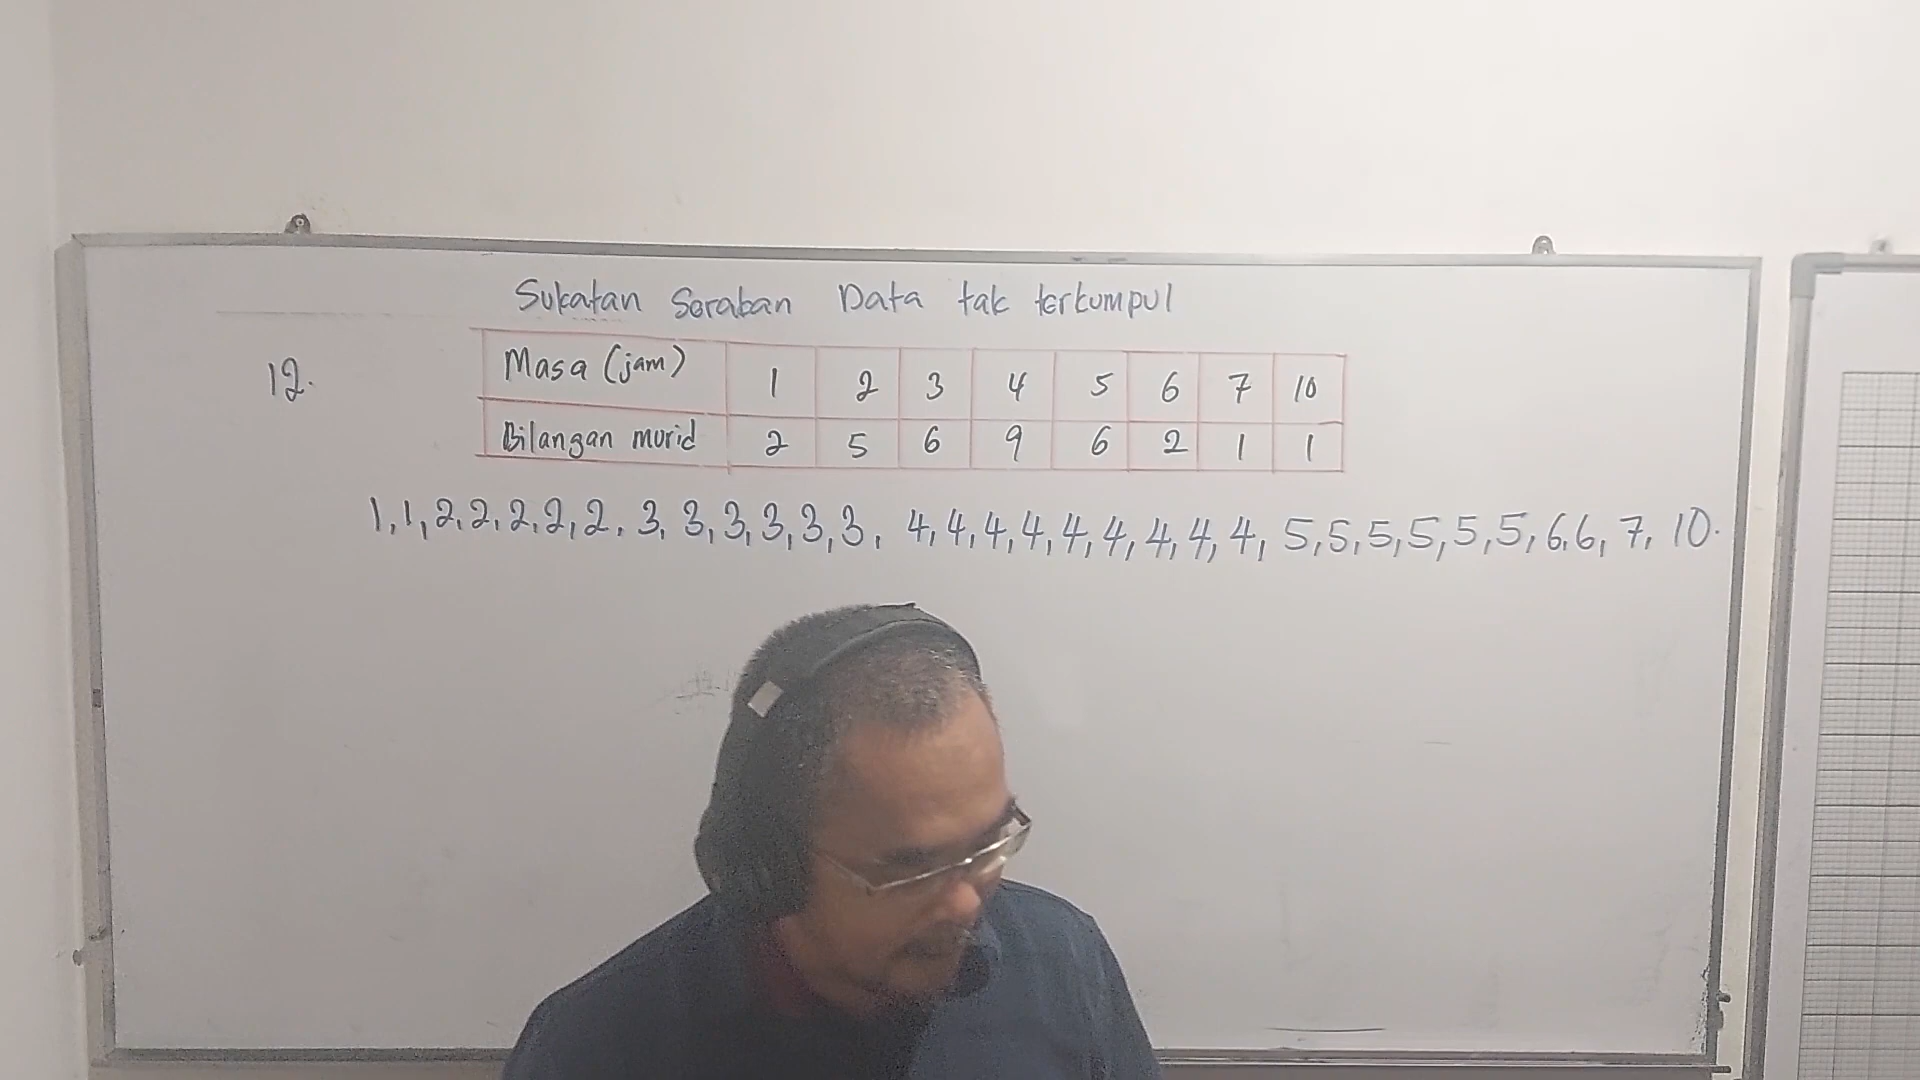 Sukatan Serakan Data tak terkumpul
12.
Masa (jam) 1 2 3 4 5 6 7 10
Bilangan murid 2 5 6 9 6 2 1 1
1, 1, 2, 2, 2, 2, 2, 3, 3, 3, 3, 3, 3, 4, 4, 4, 4, 4, 4, 4, 4, 4, 5, 5, 5, 5, 5, 5, 6, 6, 7, 10.